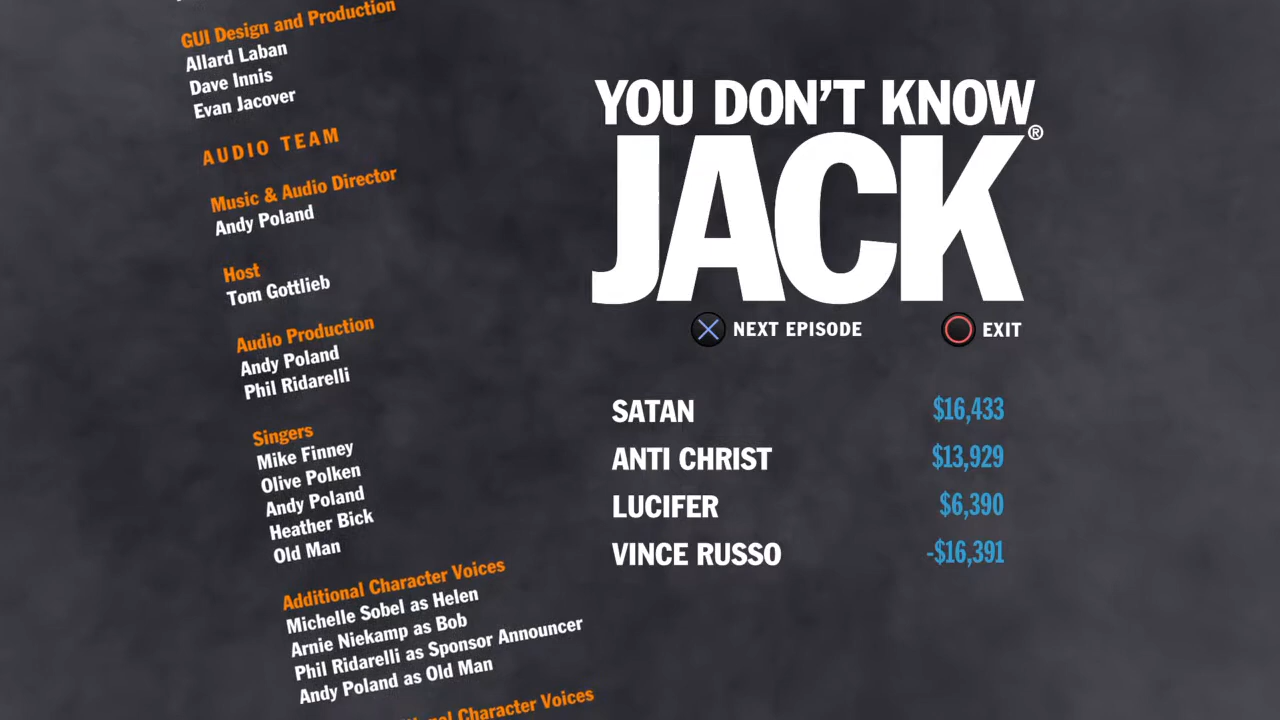 GUI Design and Production
Allard Laban
Dave Innis
Evan Jacover
AUDIO TEAM
Music & Audio Director
Andy Poland
Host
Tom Gottlieb
Audio Production
Andy Poland
Phil Ridarelli
Singers
Mike Finney
Olive Polken
Andy Poland
Heather Bick
Old Man
Additional Character Voices
Michelle Sobel as Helen
Arnie Niekamp as Bob
Phil Ridarelli as Sponsor Announcer
Andy Poland as Old Man
Character Voices
YOU DON'T KNOW
JACK®
NEXT EPISODE EXIT
SATAN $16,433
ANTI CHRIST $13,929
LUCIFER $6,390
VINCE RUSSO -$16,391